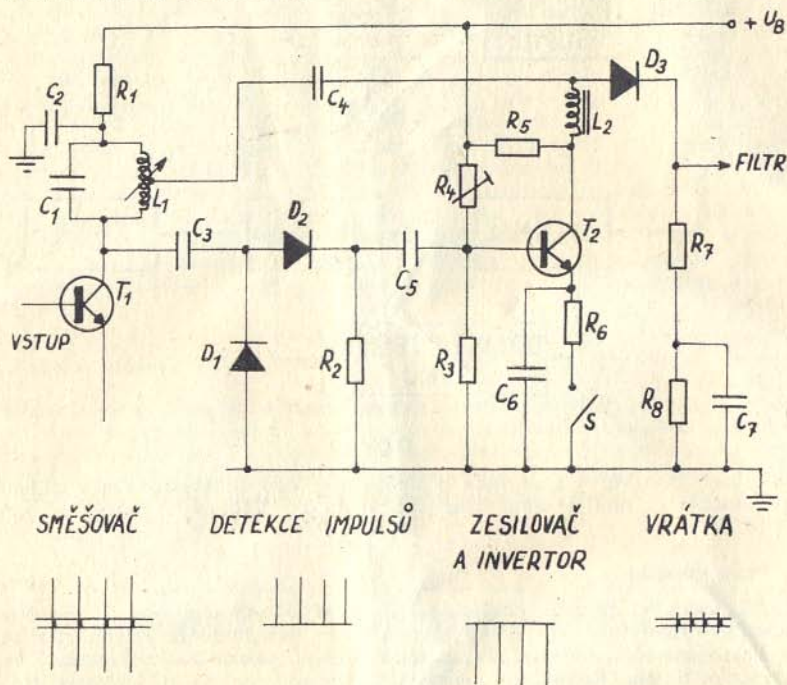 + U_B
R_1
C_2
C_4
D_3
R_5
L_2
FILTR
C_1
L_1
R_4
D_2
T_2
C_3
C_5
R_7
T_1
VSTUP
D_1
R_2
R_3
R_6
C_6
S
R_8
C_7
SMĚŠOVAČ
DETEKCE IMPULSŮ
ZESILOVAČ
A INVERTOR
VRÁTKA